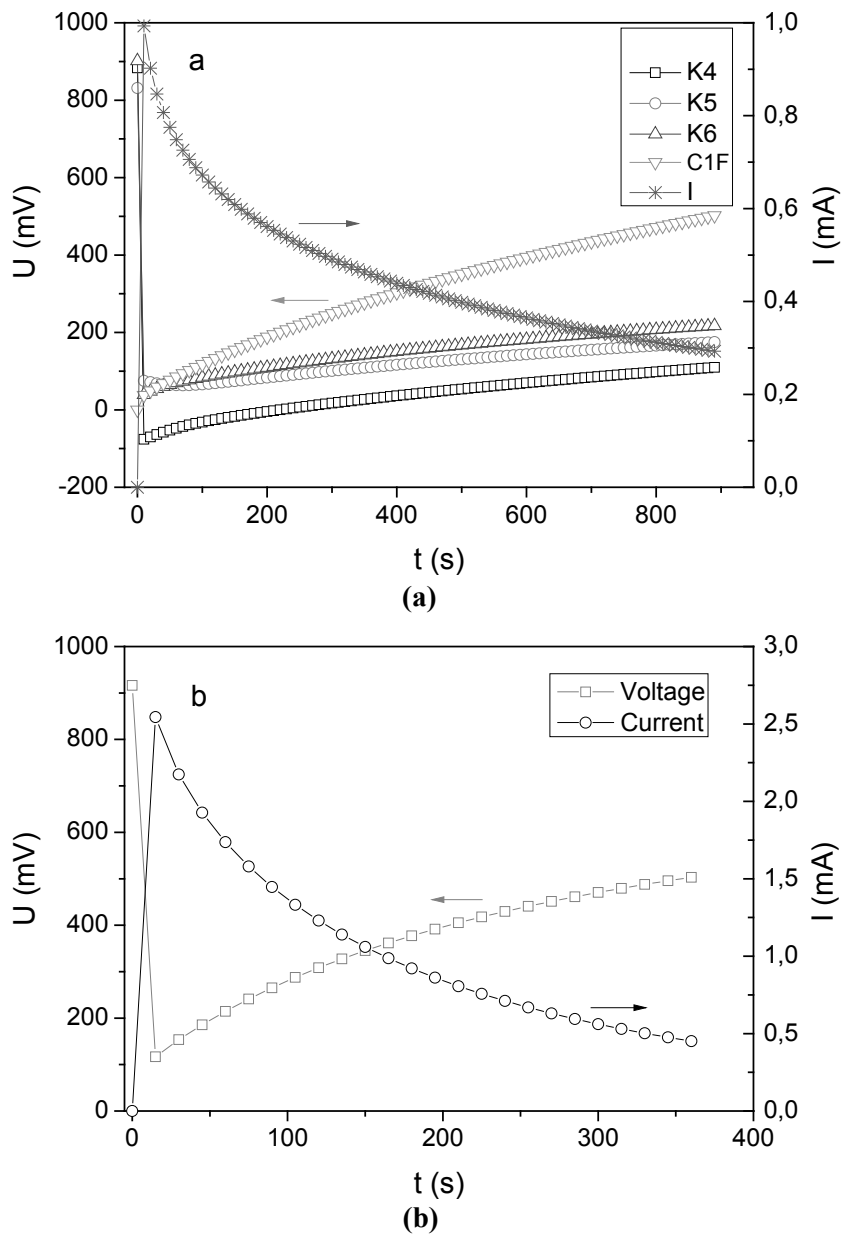 a
K4
K5
K6
C1F
I
1000
800
600
400
200
0
-200
U (mV)
1,0
0,8
0,6
0,4
0,2
0,0
I (mA)
0 200 400 600 800
t (s)
(a)
b
Voltage
Current
1000
800
600
400
200
0
U (mV)
3,0
2,5
2,0
1,5
1,0
0,5
0,0
I (mA)
0 100 200 300 400
t (s)
(b)